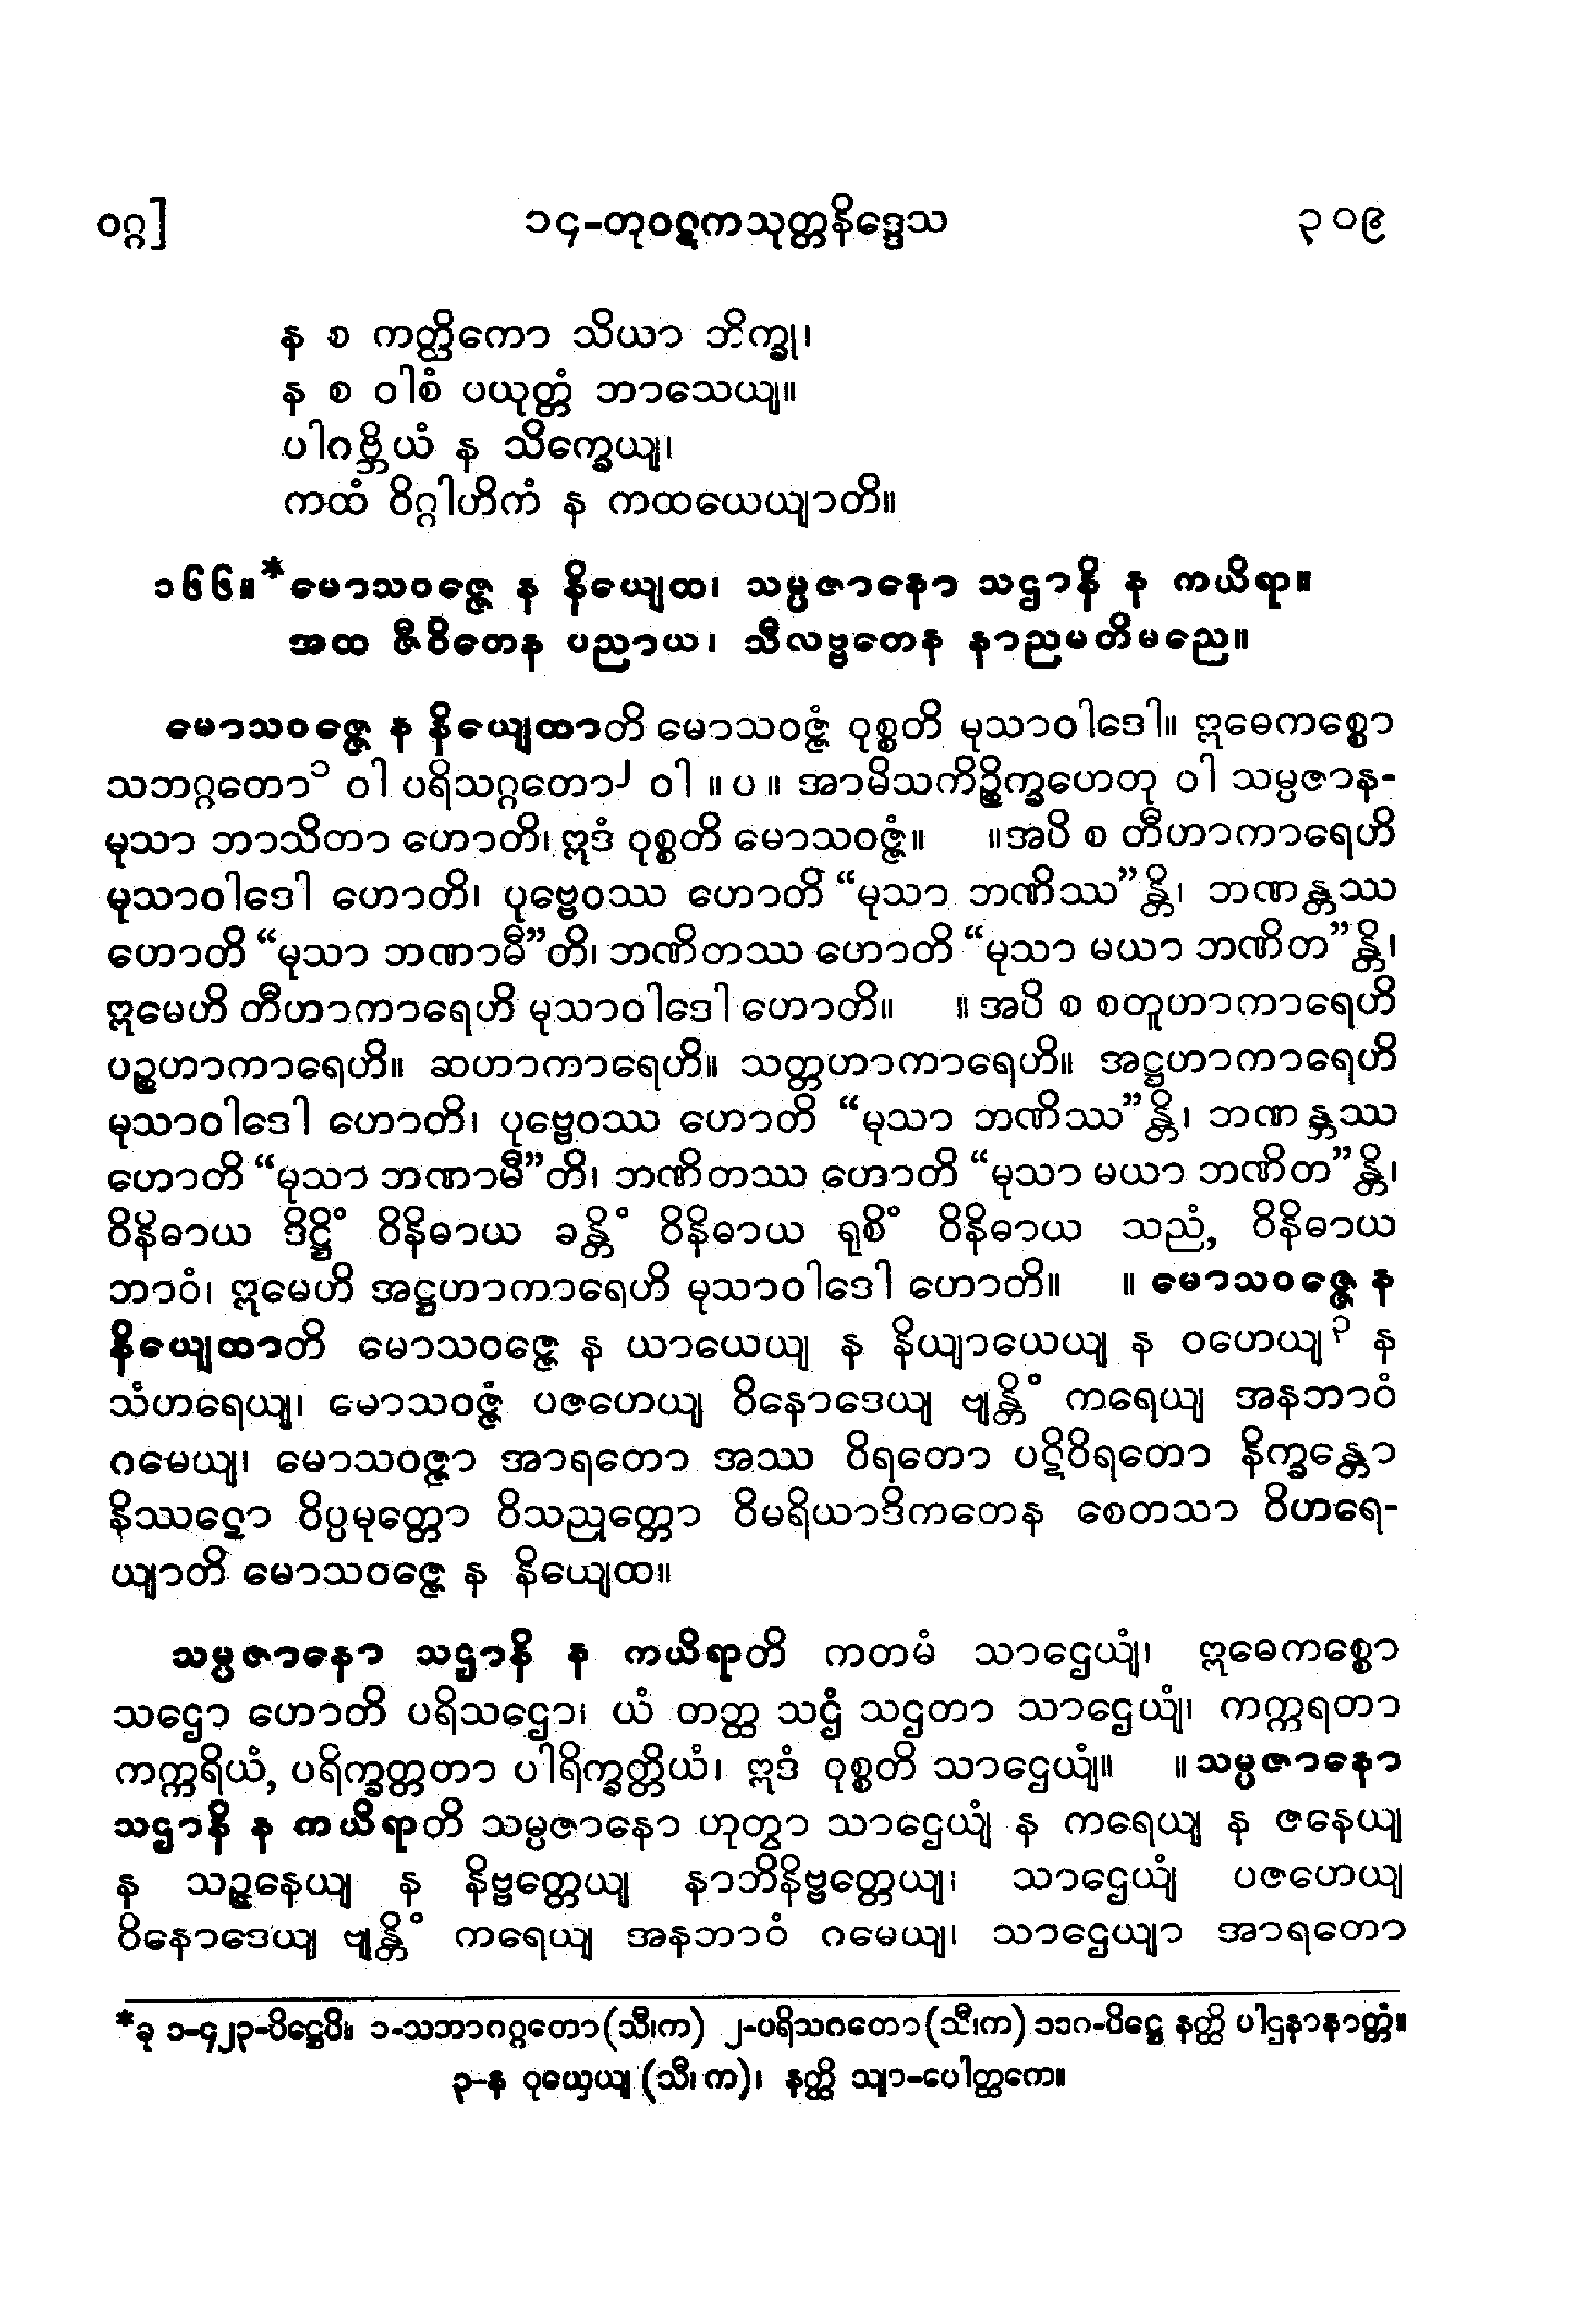 ဝဂ္ဂ]
၁၄-တုဝဋကသုတ္တနိဒ္ဒေသ
၃၀၉
န စ ကတ္ထိကော သိယာ ဘိက္ခု၊
န စ ဝါစံ ပယုတ္တံ ဘာသေယျ။
ပါဂဗ္ဘိယံ န သိက္ခေယျ၊
ကထံ ဝိဂ္ဂါဟိကံ န ကထယေယျာတိ။
၁၆၆။*မောသဝဇ္ဇေ န နိယျေထ၊ သမ္ပဇာနော သဌာနိ န ကယိရာ။
အထ ဇီဝိတေန ပညာယ၊ သီလဗ္ဗတေန နာညမတိမညေ။
မောသဝဇ္ဇေ န နိယျေထာတိ မောသဝဇ္ဇံ ဝုစ္စတိ မုသာဝါဒေါ။ ဣဓေကစ္စော
သဘဂ္ဂတော၁ ဝါ ပရိသဂ္ဂတော၂ ဝါ ။ပ။ အာမိသကိဉ္စိက္ခဟေတု ဝါ သမ္ပဇာန-
မုသာ ဘာသိတာ ဟောတိ၊ ဣဒံ ဝုစ္စတိ မောသဝဇ္ဇံ။ ။အပိ စ တီဟာကာရေဟိ
မုသာဝါဒေါ ဟောတိ၊ ပုဗ္ဗေဝဿ ဟောတိ “မုသာ ဘဏိဿ”န္တိ၊ ဘဏန္တဿ
ဟောတိ “မုသာ ဘဏာမီ”တိ၊ ဘဏိတဿ ဟောတိ “မုသာ မယာ ဘဏိတ”န္တိ၊
ဣမေဟိ တီဟာကာရေဟိ မုသာဝါဒေါ ဟောတိ။ ။အပိ စ စတူဟာကာရေဟိ
ပဉ္စဟာကာရေဟိ။ ဆဟာကာရေဟိ။ သတ္တဟာကာရေဟိ။ အဋ္ဌဟာကာရေဟိ
မုသာဝါဒေါ ဟောတိ၊ ပုဗ္ဗေဝဿ ဟောတိ “မုသာ ဘဏိဿ”န္တိ၊ ဘဏန္တဿ
ဟောတိ “မုသာ ဘဏာမီ”တိ၊ ဘဏိတဿ ဟောတိ “မုသာ မယာ ဘဏိတ”န္တိ၊
ဝိနိဓာယ ဒိဋ္ဌိံ ဝိနိဓာယ ခန္တိံ ဝိနိဓာယ ရုစိံ ဝိနိဓာယ သညံ, ဝိနိဓာယ
ဘာဝံ၊ ဣမေဟိ အဋ္ဌဟာကာရေဟိ မုသာဝါဒေါ ဟောတိ။ ။မောသဝဇ္ဇေ န
နိယျေထာတိ မောသဝဇ္ဇေ န ယာယေယျ န နိယျာယေယျ န ဝဟေယျ၃ န
သံဟရေယျ၊ မောသဝဇ္ဇံ ပဇဟေယျ ဝိနောဒေယျ ဗျန္တိံ ကရေယျ အနဘာဝံ
ဂမေယျ၊ မောသဝဇ္ဇာ အာရတော အဿ ဝိရတော ပဋိဝိရတော နိက္ခန္တော
နိဿဋော ဝိပ္ပမုတ္တော ဝိသညုတ္တော ဝိမရိယာဒိကတေန စေတသာ ဝိဟရေ-
ယျာတိ မောသဝဇ္ဇေ န နိယျေထ။
သမ္ပဇာနော သဌာနိ န ကယိရာတိ ကတမံ သာဌေယျံ၊ ဣဓေကစ္စော
သဌော ဟောတိ ပရိသဌော၊ ယံ တတ္ထ သဌံ သဌတာ သာဌေယျံ၊ ကက္ကရတာ
ကက္ကရိယံ, ပရိက္ခတ္တတာ ပါရိက္ခတ္တိယံ၊ ဣဒံ ဝုစ္စတိ သာဌေယျံ။ ။သမ္ပဇာနော
သဌာနိ န ကယိရာတိ သမ္ပဇာနော ဟုတွာ သာဌေယျံ န ကရေယျ န ဇနေယျ
န သဉ္ဇနေယျ န နိဗ္ဗတ္တေယျ နာဘိနိဗ္ဗတ္တေယျ၊ သာဌေယျံ ပဇဟေယျ
ဝိနောဒေယျ ဗျန္တိံ ကရေယျ အနဘာဝံ ဂမေယျ၊ သာဌေယျာ အာရတော
*ခု ၁-၄၂၃-ပိဋ္ဌေပိ။ ၁-သဘာဂဂ္ဂတော(သီ၊က) ၂-ပရိသဂတော(သီ၊က) ၁၁ဂ-ပိဋ္ဌေ နတ္ထိ ပါဌနာနာတ္တံ။
၃-န ဝုယှေယျ (သီ၊ က)၊ နတ္ထိ သျာ-ပေါတ္ထကေ။